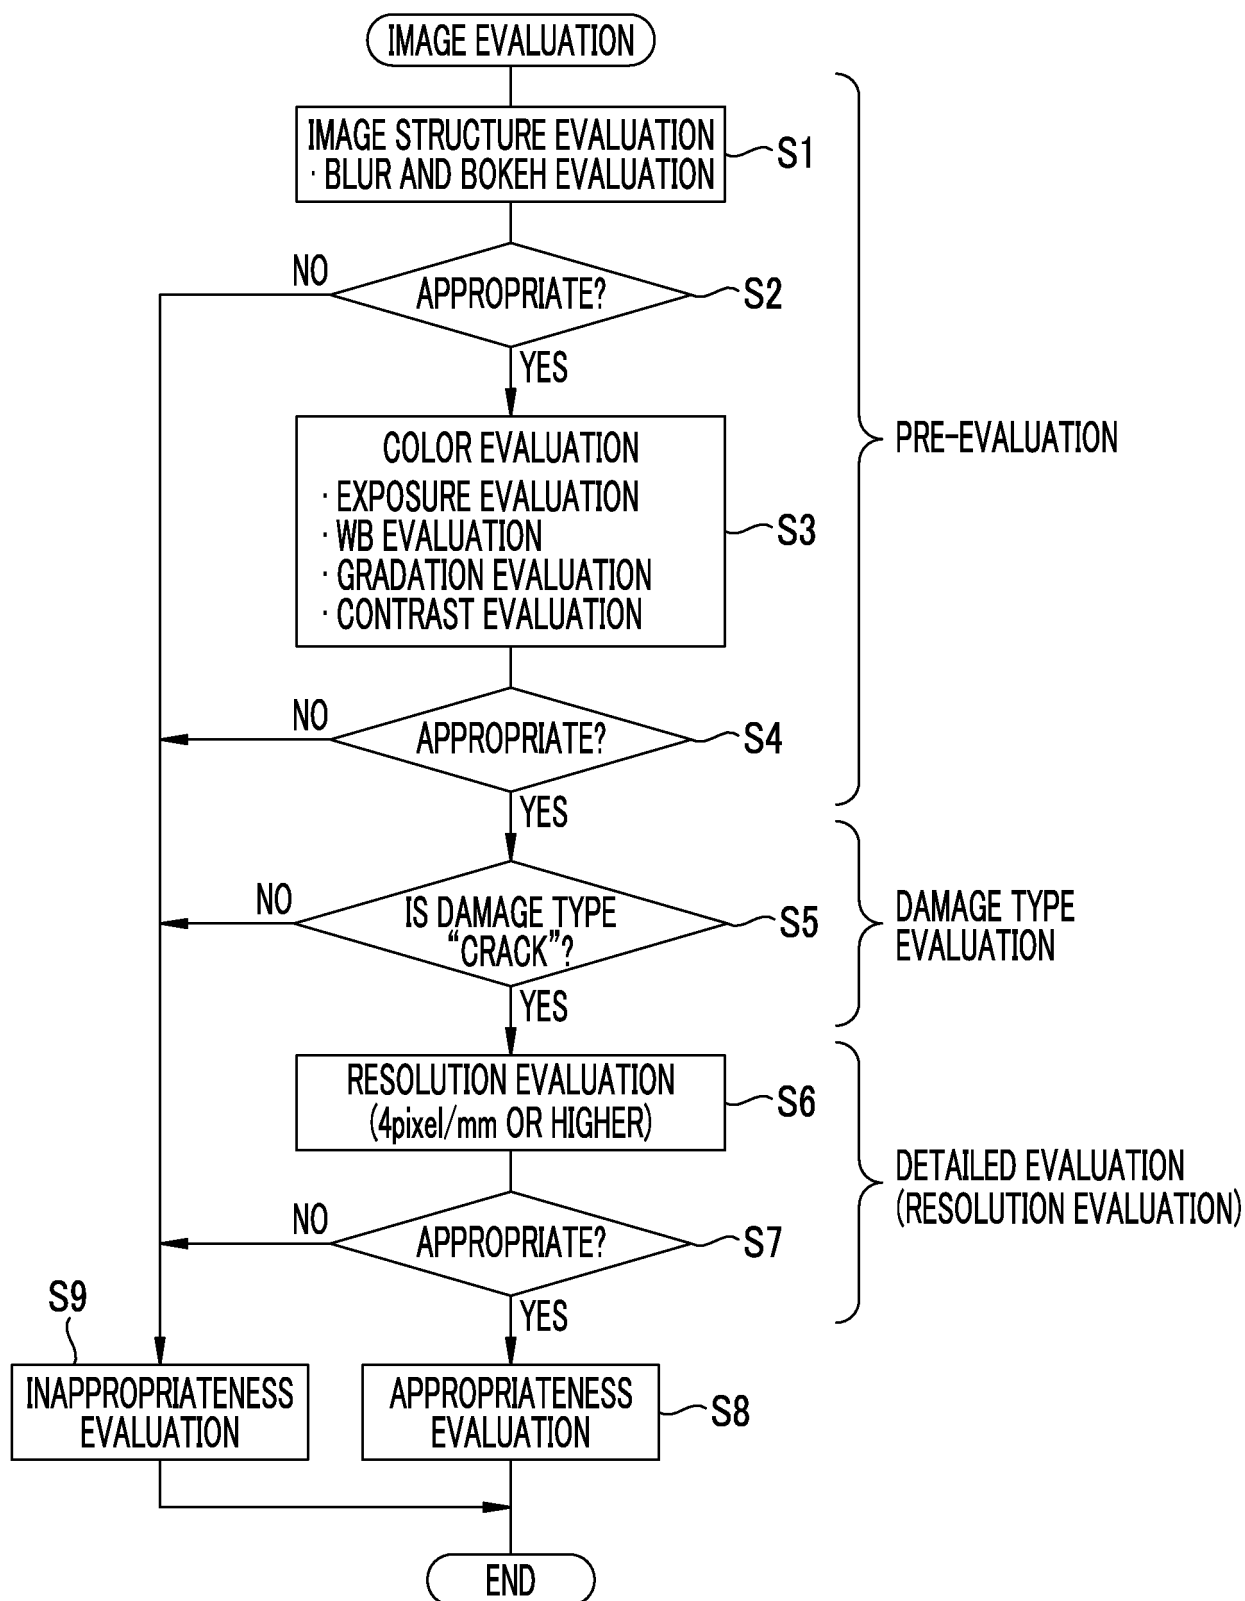 IMAGE EVALUATION
IMAGE STRUCTURE EVALUATION
· BLUR AND BOKEH EVALUATION
S1
NO
APPROPRIATE?
S2
YES
COLOR EVALUATION
· EXPOSURE EVALUATION
· WB EVALUATION
· GRADATION EVALUATION
· CONTRAST EVALUATION
S3
PRE-EVALUATION
NO
APPROPRIATE?
S4
YES
NO
IS DAMAGE TYPE
“CRACK”?
S5
DAMAGE TYPE
EVALUATION
YES
RESOLUTION EVALUATION
(4pixel/mm OR HIGHER)
S6
DETAILED EVALUATION
(RESOLUTION EVALUATION)
NO
APPROPRIATE?
S7
YES
S9
INAPPROPRIATENESS
EVALUATION
APPROPRIATENESS
EVALUATION
S8
END